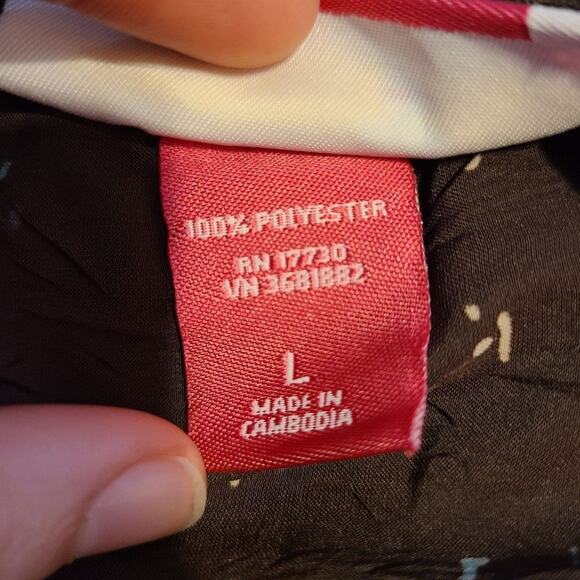 100% POLYESTER
RN 17730
VN 3681882
L
MADE IN
CAMBODIA